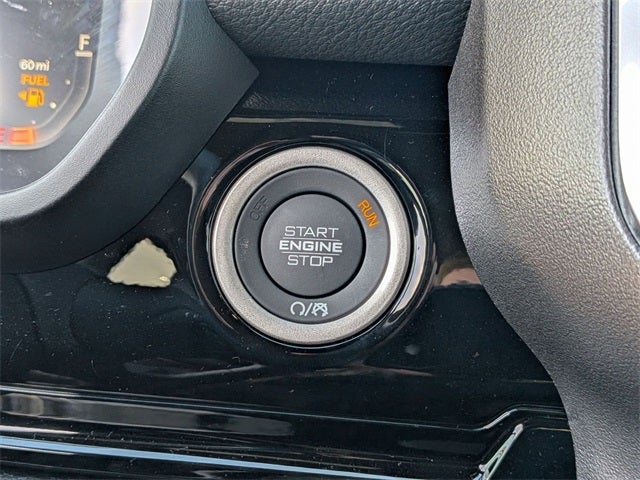 F
60 mi
FUEL
E
OFF
RUN
START
ENGINE
STOP